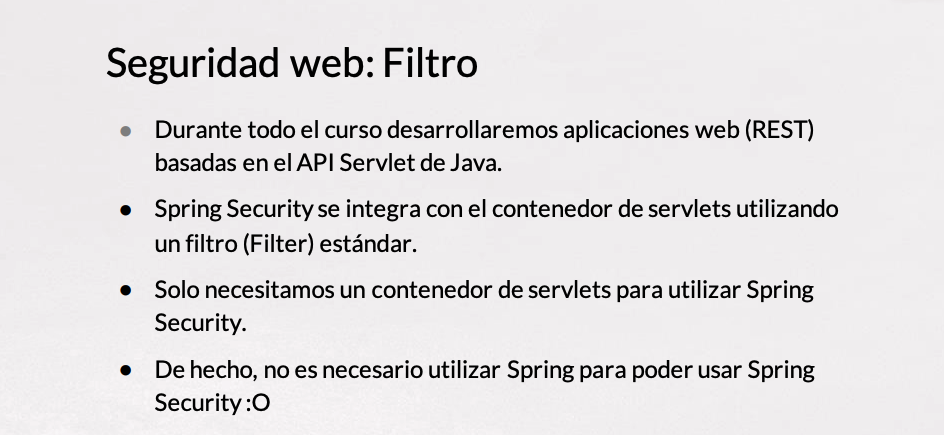 Seguridad web: Filtro
● Durante todo el curso desarrollaremos aplicaciones web (REST)
basadas en el API Servlet de Java.
● Spring Security se integra con el contenedor de servlets utilizando
un filtro (Filter) estándar.
● Solo necesitamos un contenedor de servlets para utilizar Spring
Security.
● De hecho, no es necesario utilizar Spring para poder usar Spring
Security :O